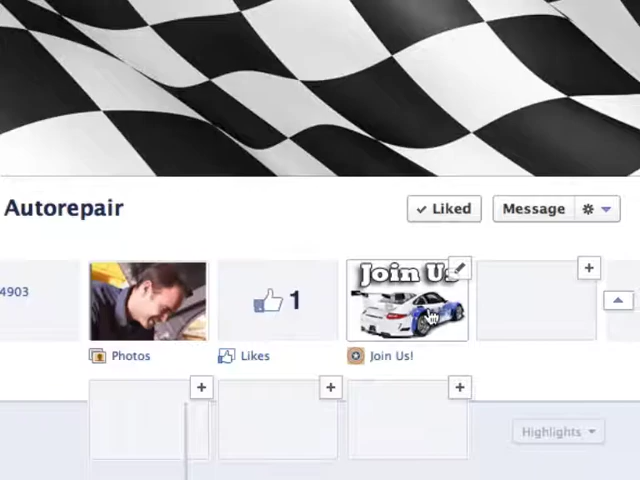 Autorepair
Liked
Message
4903
1
Join Us
Photos
Likes
Join Us!
Highlights